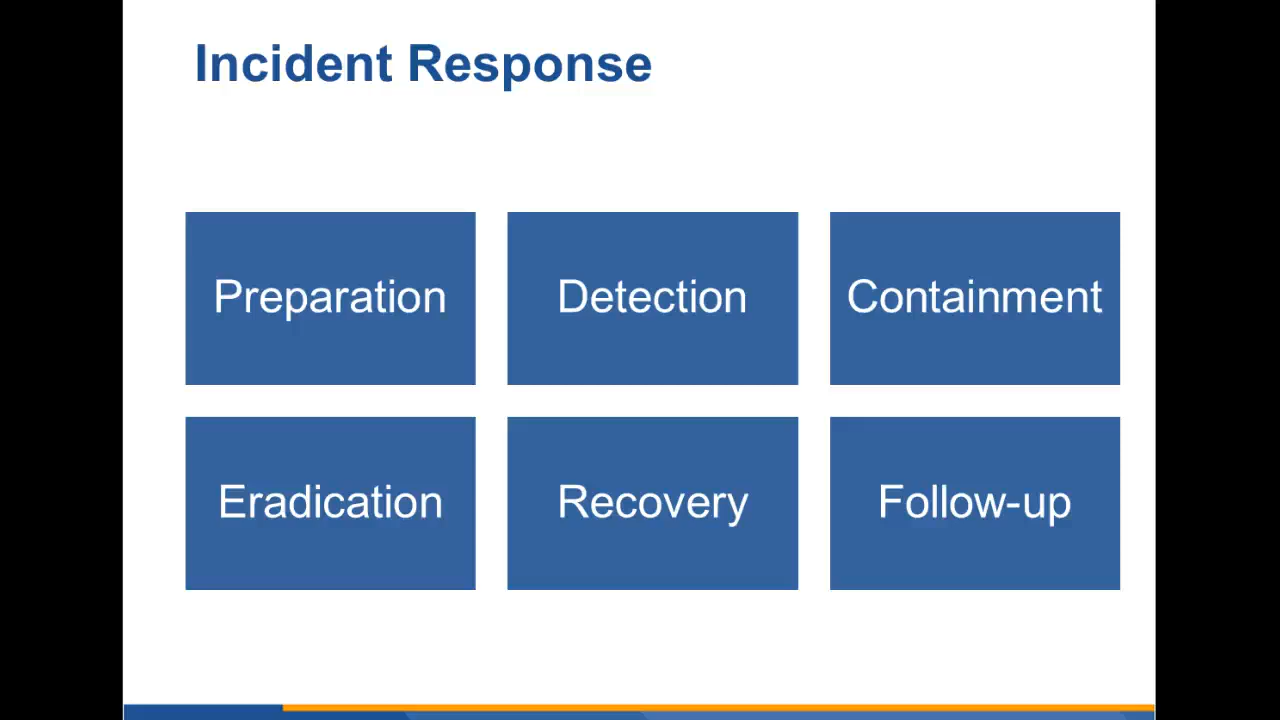 Incident Response
Preparation
Detection
Containment
Eradication
Recovery
Follow-up